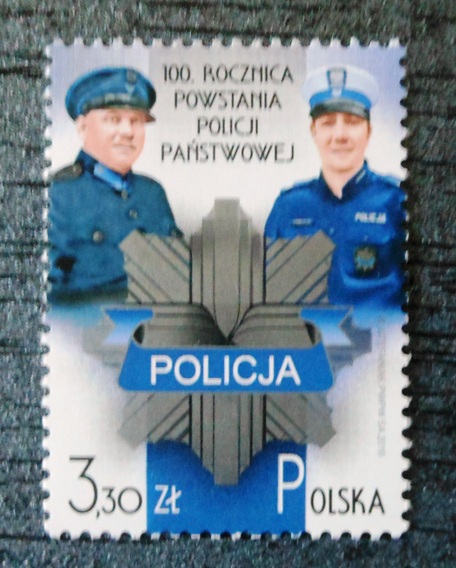 100. ROCZNICA
POWSTANIA
POLICJI
PAŃSTWOWEJ
POLICJA
POLICJA
3,30 ZŁ POLSKA